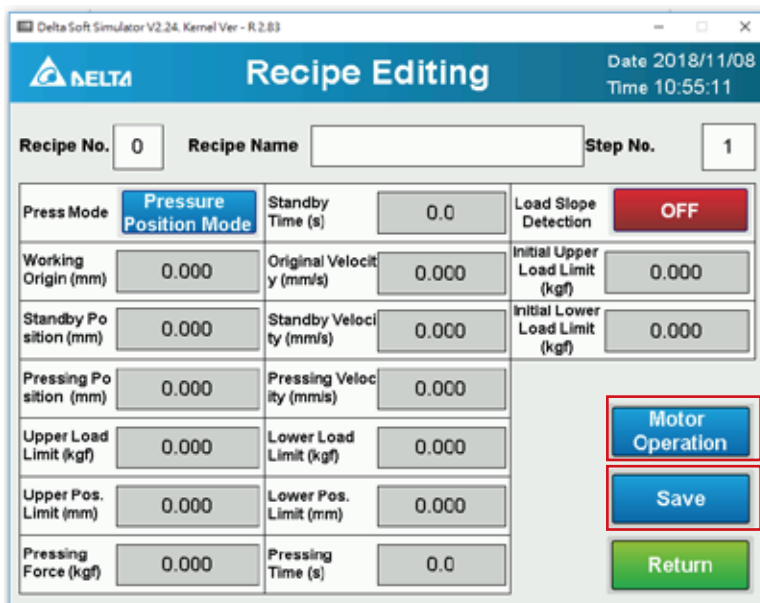 Delta Soft Simulator V2.24. Kernel Ver - R 2.83
DELTA
Recipe Editing
Date 2018/11/08
Time 10:55:11
Recipe No. 0 Recipe Name Step No. 1
Press Mode
Pressure
Position Mode
Standby
Time (s)
0.0
Load Slope
Detection
OFF
Working
Origin (mm)
0.000
Original Velocit
y (mm/s)
0.000
Initial Upper
Load Limit
(kgf)
0.000
Standby Po
sition (mm)
0.000
Standby Veloci
ty (mm/s)
0.000
Initial Lower
Load Limit
(kgf)
0.000
Pressing Po
sition (mm)
0.000
Pressing Veloc
ity (mm/s)
0.000
Motor
Operation
Upper Load
Limit (kgf)
0.000
Lower Load
Limit (kgf)
0.000
Upper Pos.
Limit (mm)
0.000
Lower Pos.
Limit (mm)
0.000
Save
Pressing
Force (kgf)
0.000
Pressing
Time (s)
0.0
Return